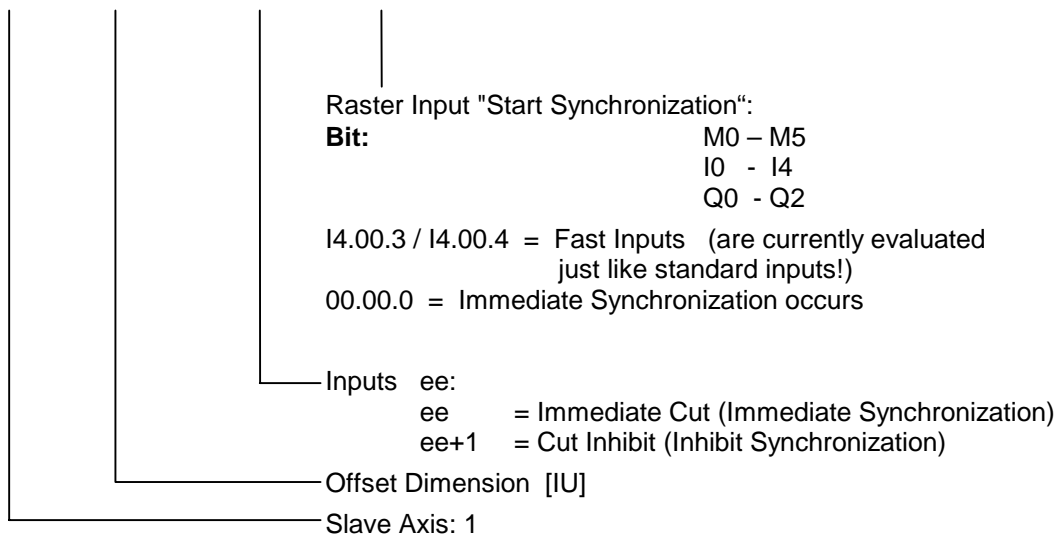 Raster Input "Start Synchronization“:
Bit: M0 – M5
I0 - I4
Q0 - Q2
I4.00.3 / I4.00.4 = Fast Inputs (are currently evaluated
just like standard inputs!)
00.00.0 = Immediate Synchronization occurs
Inputs ee:
ee = Immediate Cut (Immediate Synchronization)
ee+1 = Cut Inhibit (Inhibit Synchronization)
Offset Dimension [IU]
Slave Axis: 1